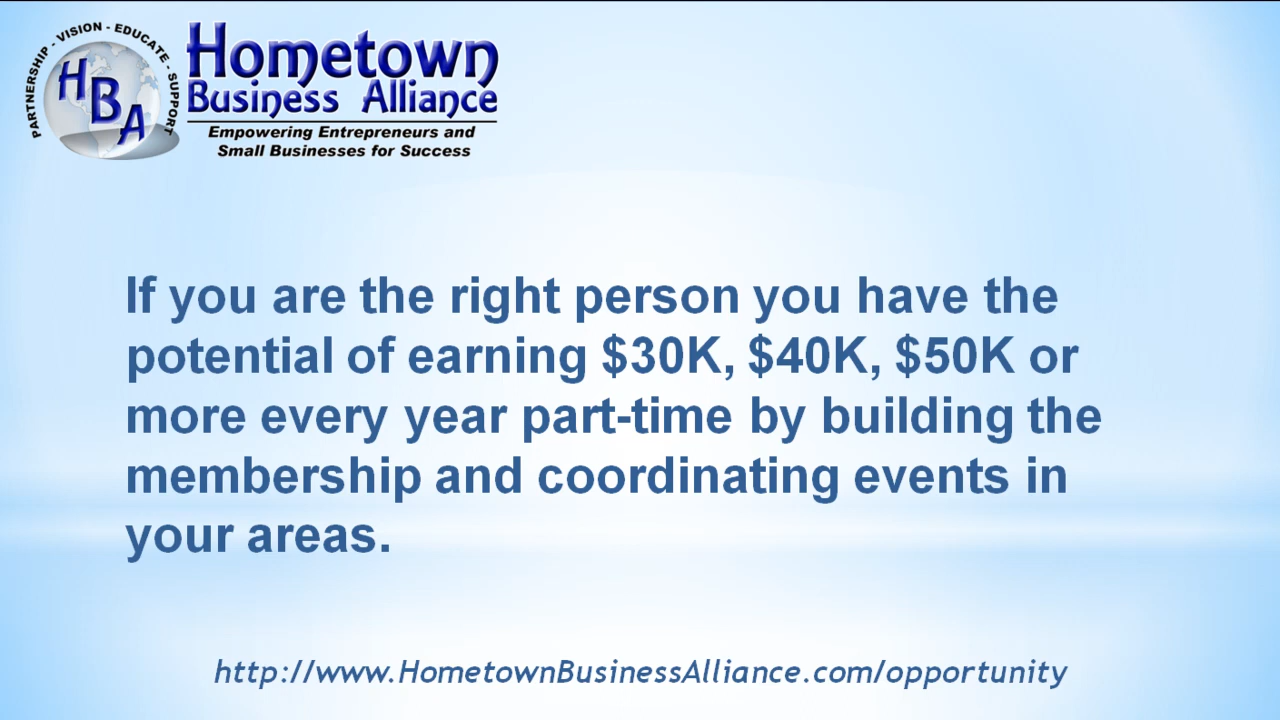 PARTNERSHIP - VISION - EDUCATE - SUPPORT
HBA
Hometown
Business Alliance
Empowering Entrepreneurs and
Small Businesses for Success
If you are the right person you have the
potential of earning $30K, $40K, $50K or
more every year part-time by building the
membership and coordinating events in
your areas.
http://www.HometownBusinessAlliance.com/opportunity